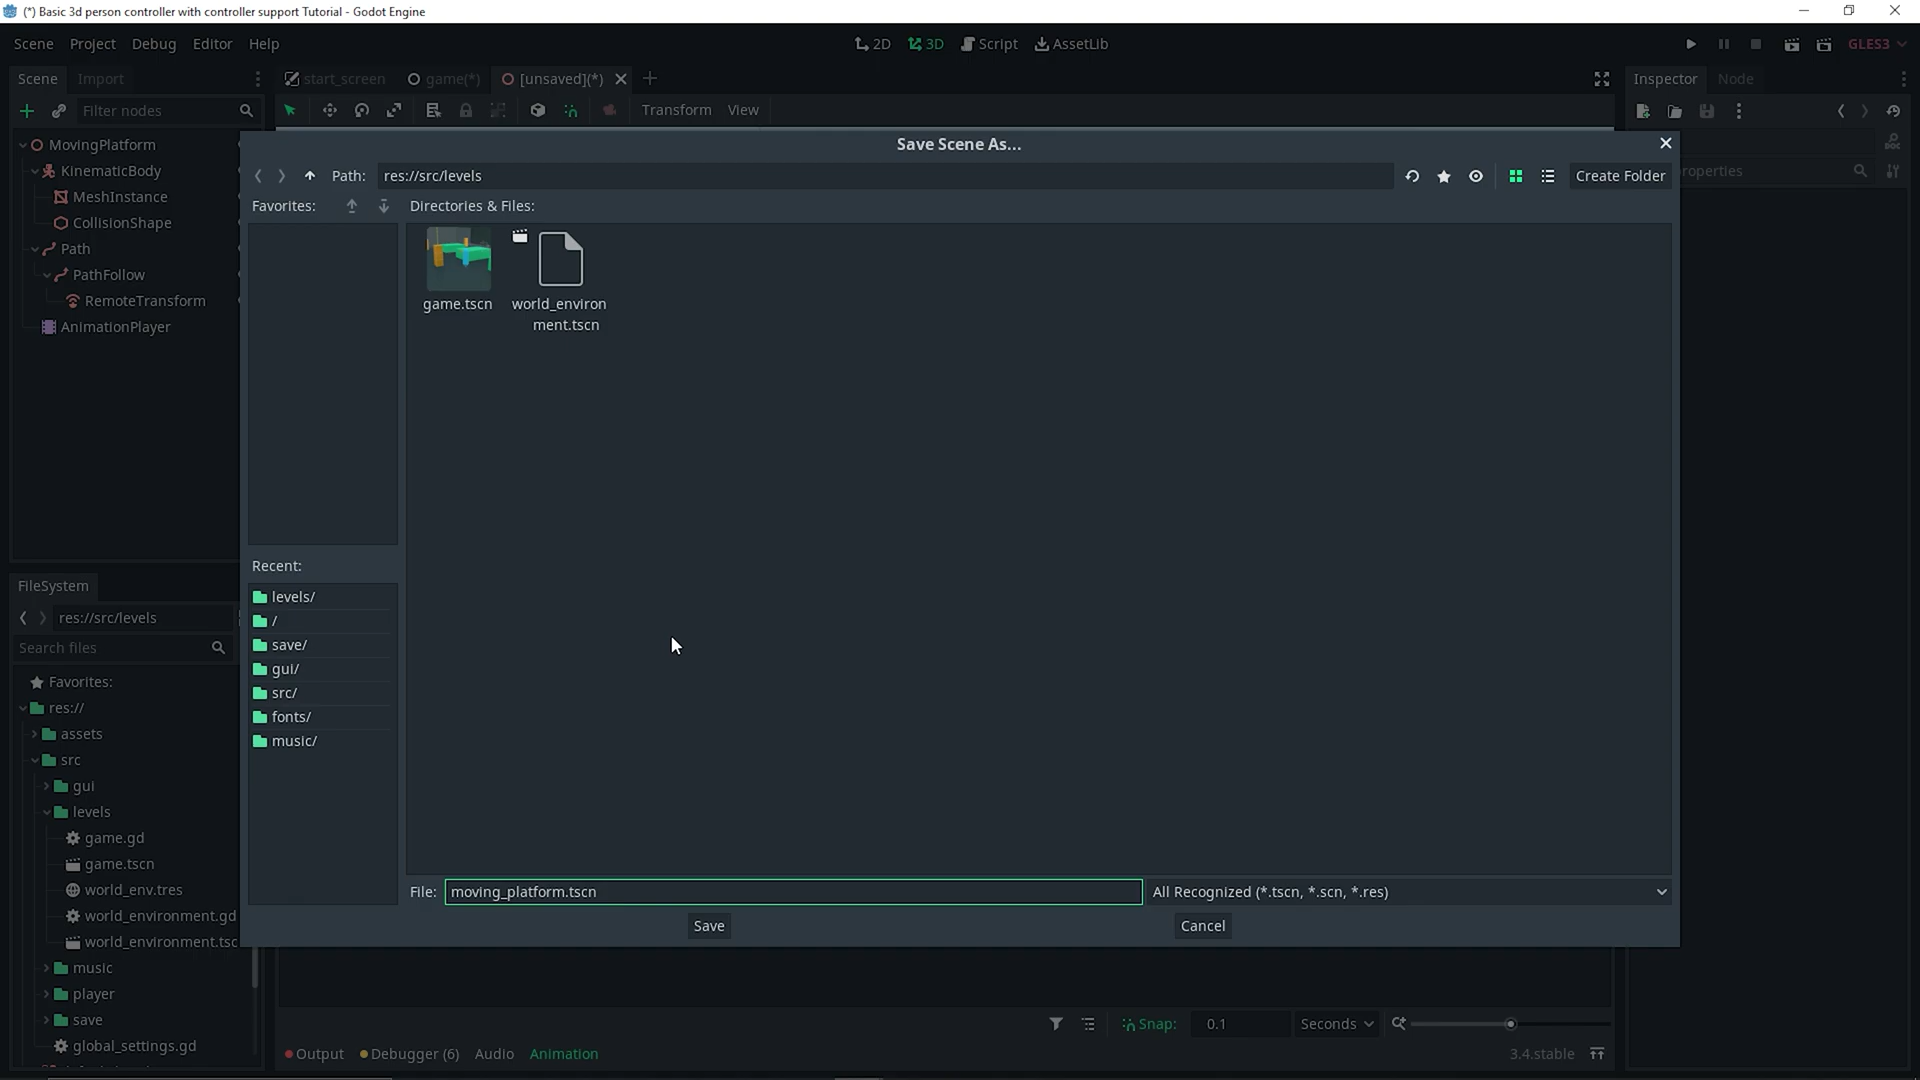 (*) Basic 3d person controller with controller support Tutorial - Godot Engine
Scene Project Debug Editor Help
2D 3D Script AssetLib
GLES3
Scene Import
start_screen game(*) [unsaved](*)
Inspector Node
Filter nodes
Transform View
MovingPlatform
KinematicBody
MeshInstance
CollisionShape
Path
PathFollow
RemoteTransform
AnimationPlayer
Save Scene As...
Path: res://src/levels
Create Folder
roperties
Favorites:
Directories & Files:
game.tscn
world_environ
ment.tscn
Recent:
levels/
/
save/
gui/
src/
fonts/
music/
File: moving_platform.tscn
All Recognized (*.tscn, *.scn, *.res)
Save
Cancel
FileSystem
res://src/levels
Search files
Favorites:
res://
assets
src
gui
levels
game.gd
game.tscn
world_env.tres
world_environment.gd
world_environment.tsc
music
player
save
global_settings.gd
Snap: 0.1 Seconds
Output Debugger (6) Audio Animation
3.4.stable